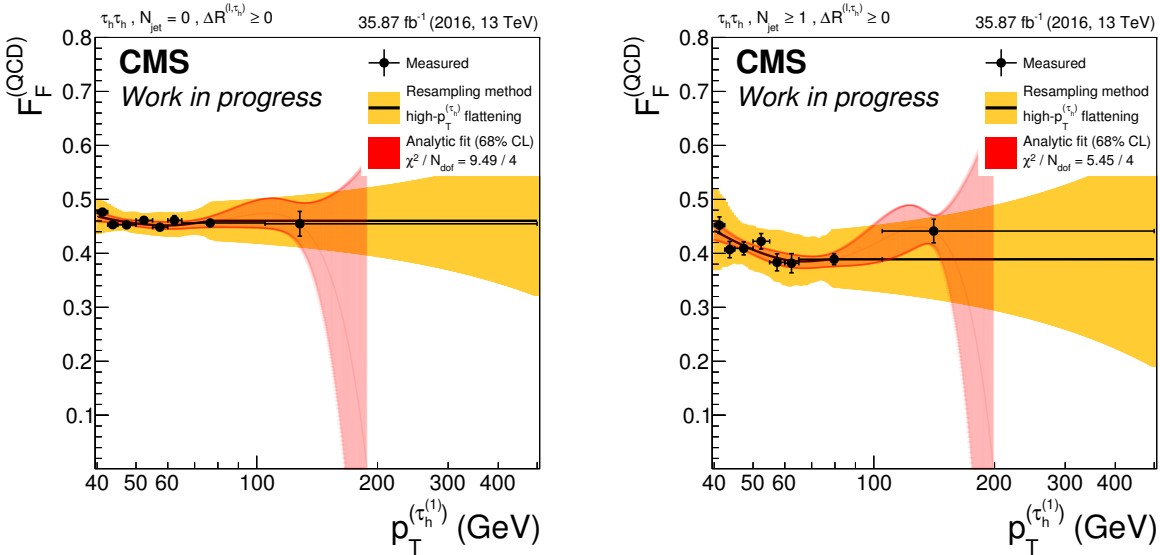 τhτh , Njet = 0 , ΔR(l,τh) ≥ 0 35.87 fb-1 (2016, 13 TeV)
CMS
Work in progress
Measured
Resampling method
high-pT(τh) flattening
Analytic fit (68% CL)
χ2 / Ndof = 9.49 / 4
FF(QCD)
0.8
0.7
0.6
0.5
0.4
0.3
0.2
0.1
40 50 60 100 200 300 400
pT(τh(1)) (GeV)
τhτh , Njet ≥ 1 , ΔR(l,τh) ≥ 0 35.87 fb-1 (2016, 13 TeV)
CMS
Work in progress
Measured
Resampling method
high-pT(τh) flattening
Analytic fit (68% CL)
χ2 / Ndof = 5.45 / 4
FF(QCD)
0.8
0.7
0.6
0.5
0.4
0.3
0.2
0.1
40 50 60 100 200 300 400
pT(τh(1)) (GeV)